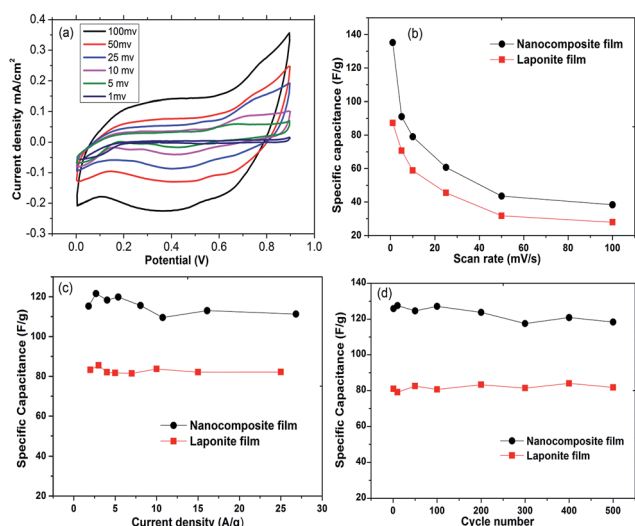 (a)
100mv
50mv
25 mv
10 mv
5 mv
1mv
Current density mA/cm²
0.4
0.3
0.2
0.1
0.0
-0.1
-0.2
-0.3
0.0 0.2 0.4 0.6 0.8 1.0
Potential (V)
(b)
Nanocomposite film
Laponite film
Specific capacitance (F/g)
140
120
100
80
60
40
20
0 20 40 60 80 100
Scan rate (mV/s)
(c)
Nanocomposite film
Laponite film
Specific Capacitance (F/g)
120
100
80
60
40
20
0 5 10 15 20 25 30
Current density (A/g)
(d)
Nanocomposite film
Laponite film
Specific Capacitance (F/g)
140
120
100
80
60
40
20
0 100 200 300 400 500
Cycle number